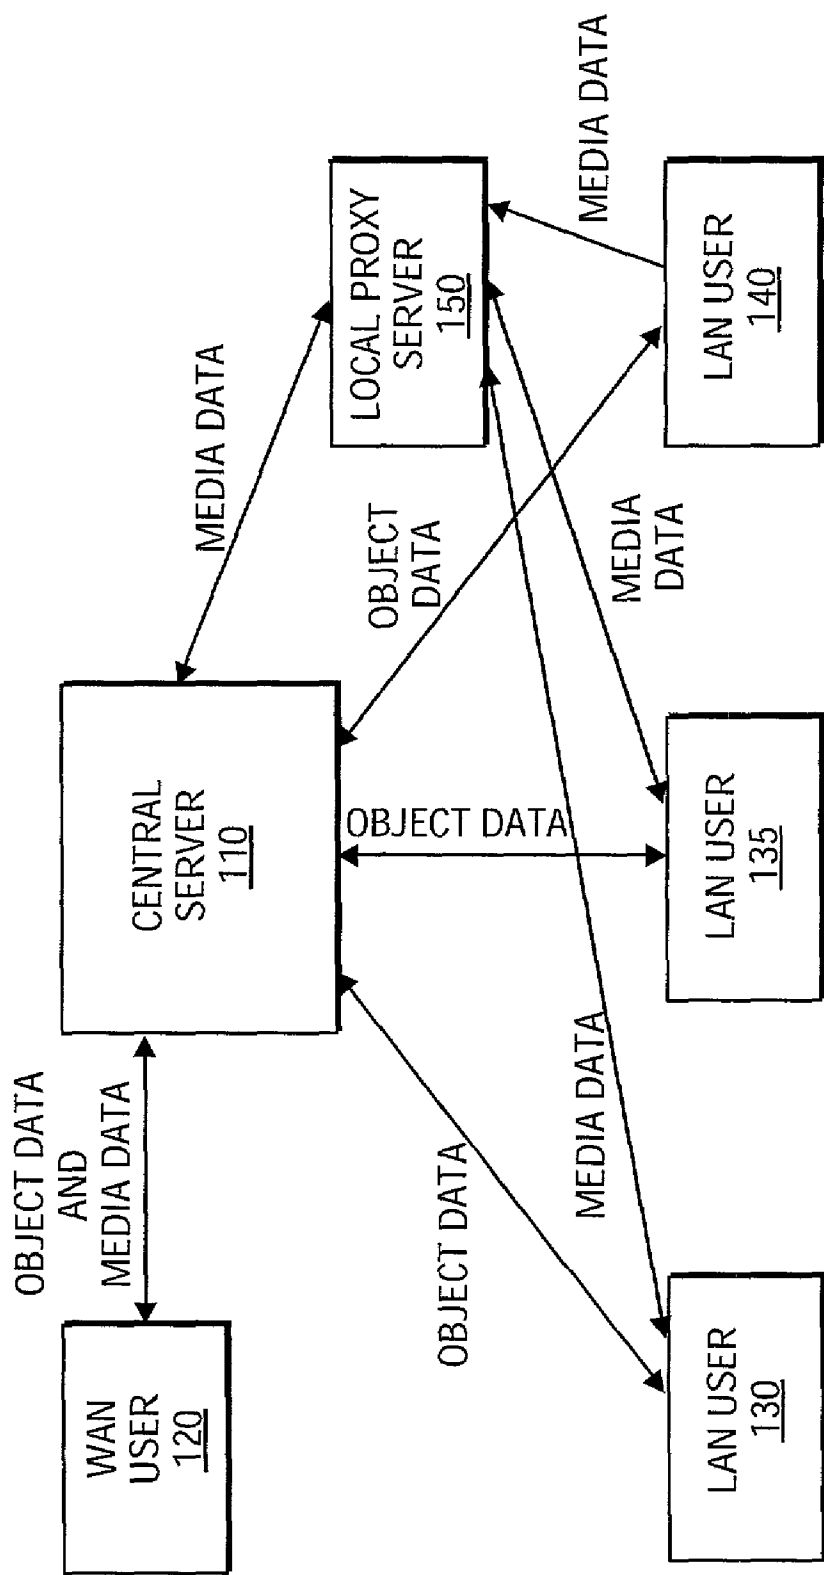 OBJECT DATA
AND
MEDIA DATA
WAN
USER
120
CENTRAL
SERVER
110
MEDIA DATA
LOCAL PROXY
SERVER
150
OBJECT DATA
OBJECT DATA
OBJECT
DATA
MEDIA DATA
MEDIA
DATA
MEDIA DATA
LAN USER
130
LAN USER
135
LAN USER
140